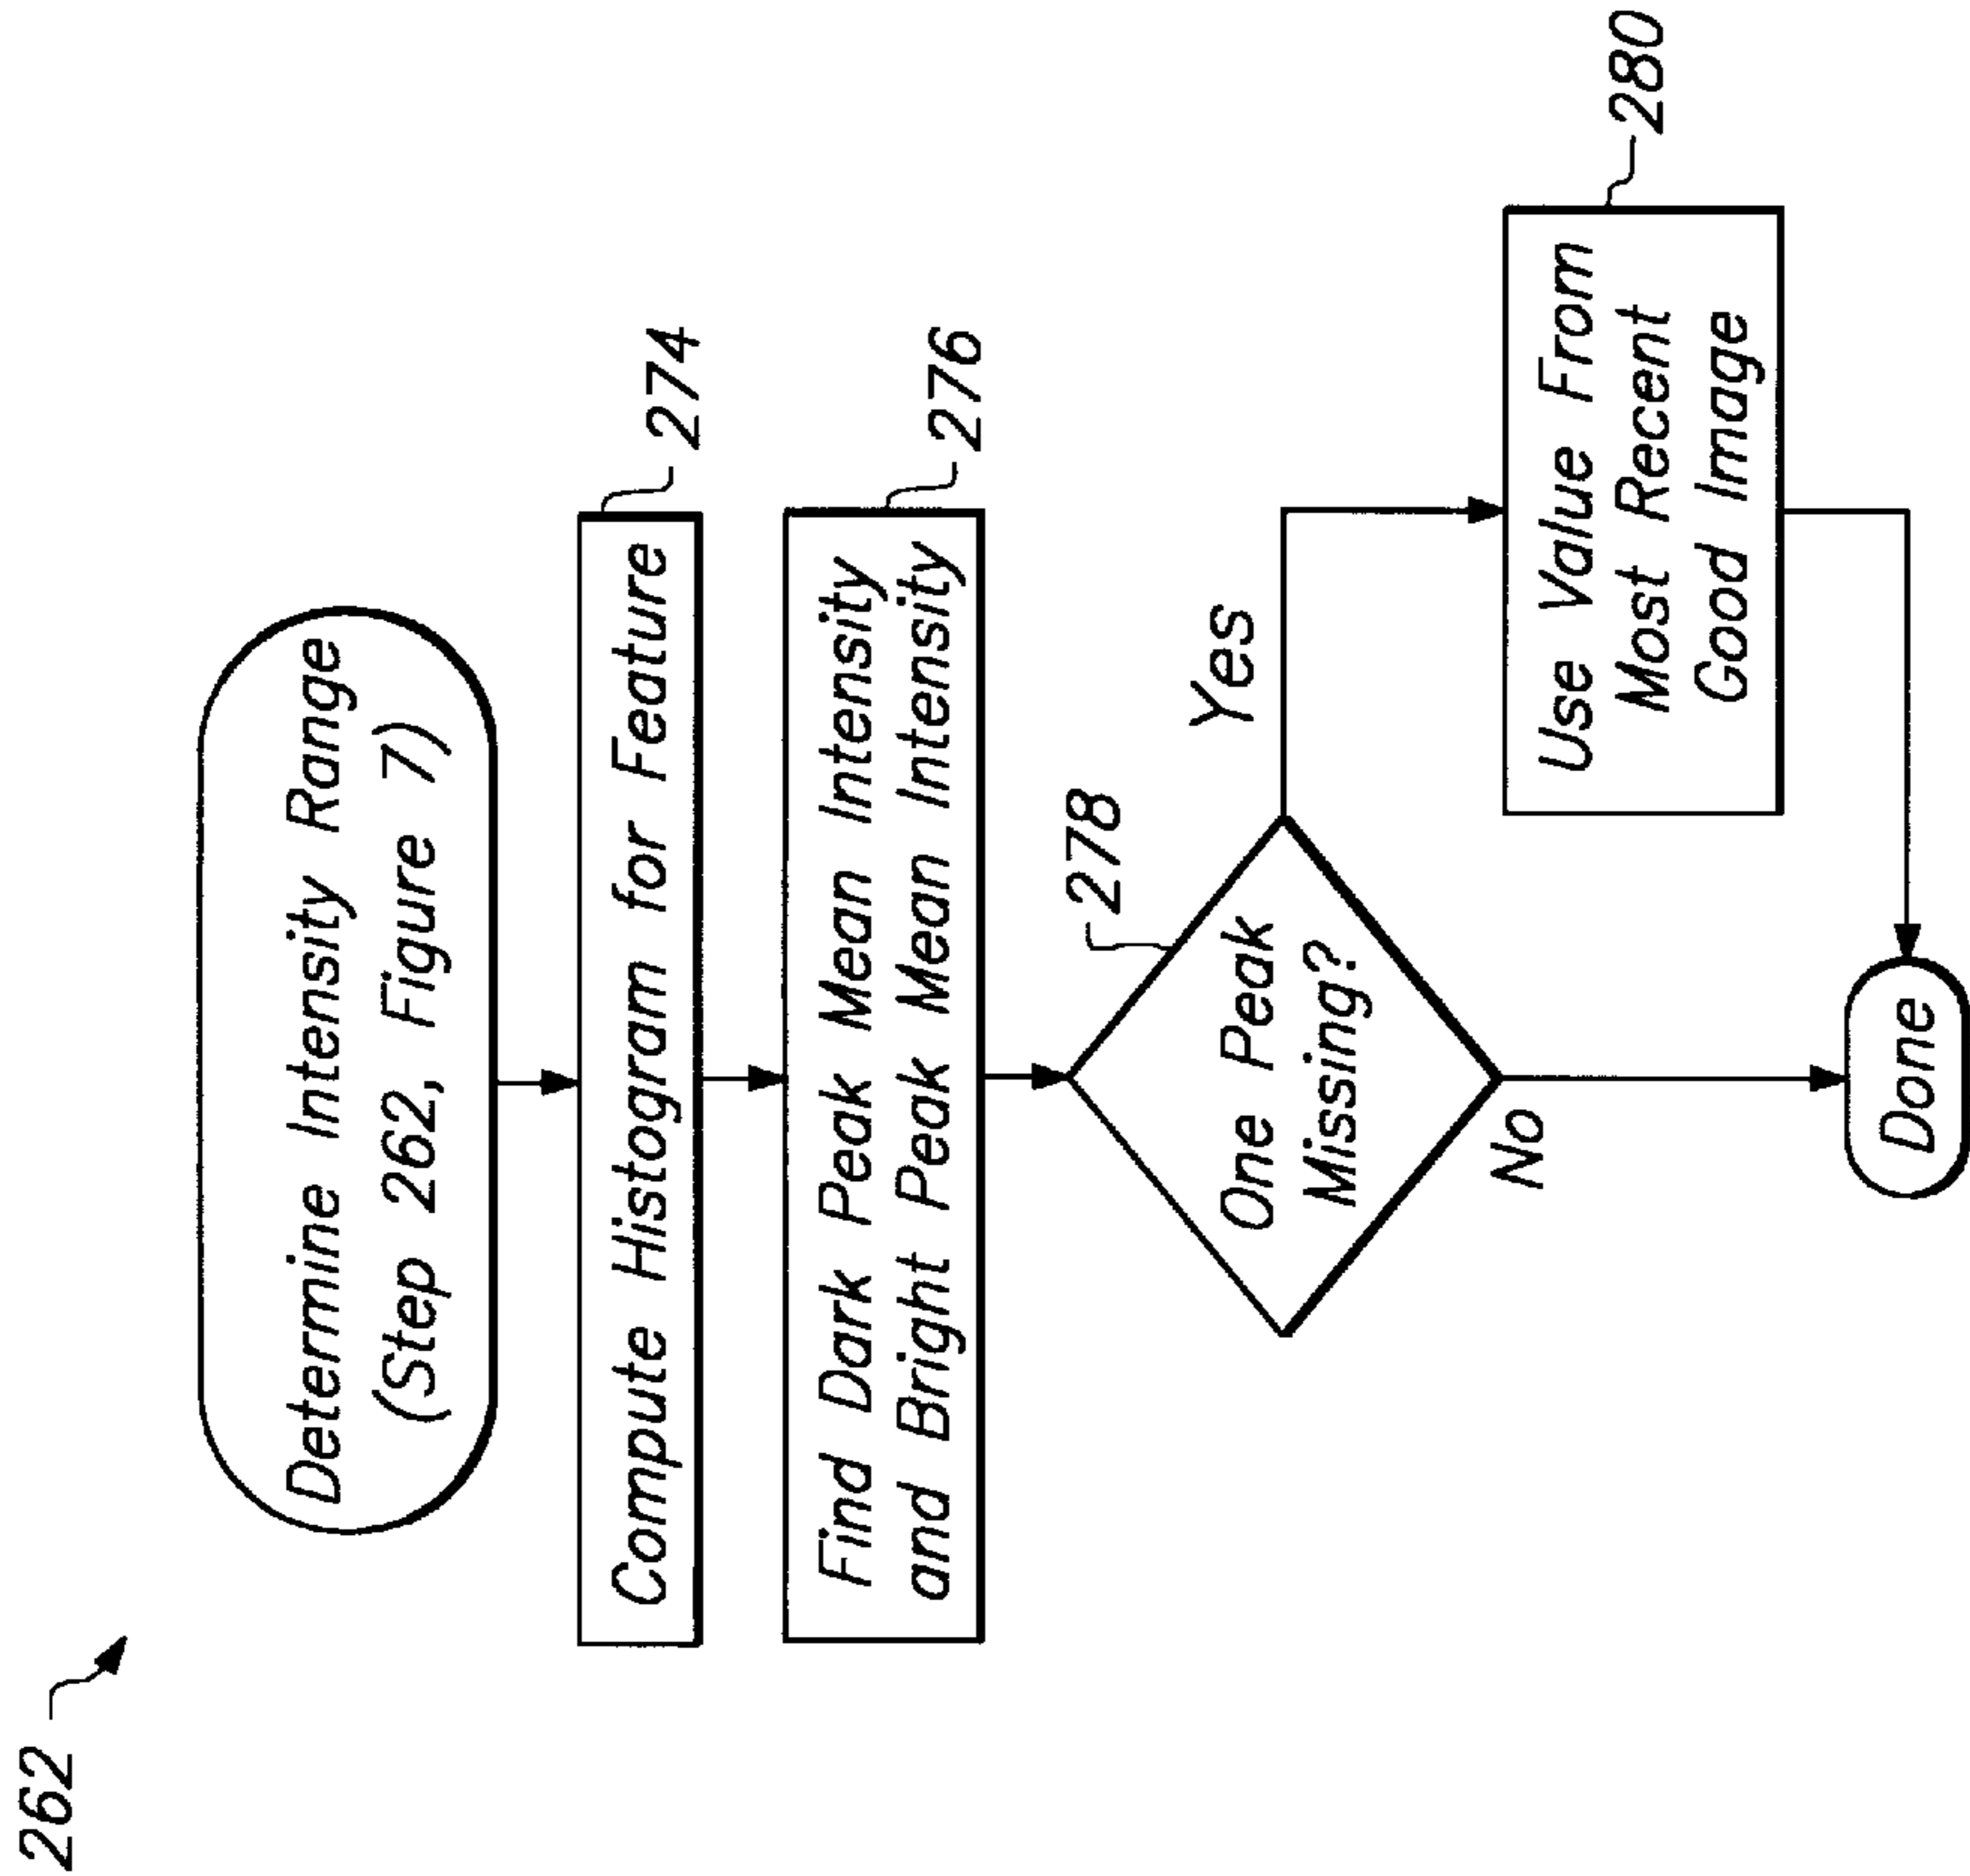 262
Determine Intensity Range
(Step 262, Figure 7)
Compute Histogram for Feature
274
Find Dark Peak Mean Intensity
and Bright Peak Mean Intensity
276
278
One Peak
Missing?
Yes
No
Use Value From
Most Recent
Good Image
280
Done